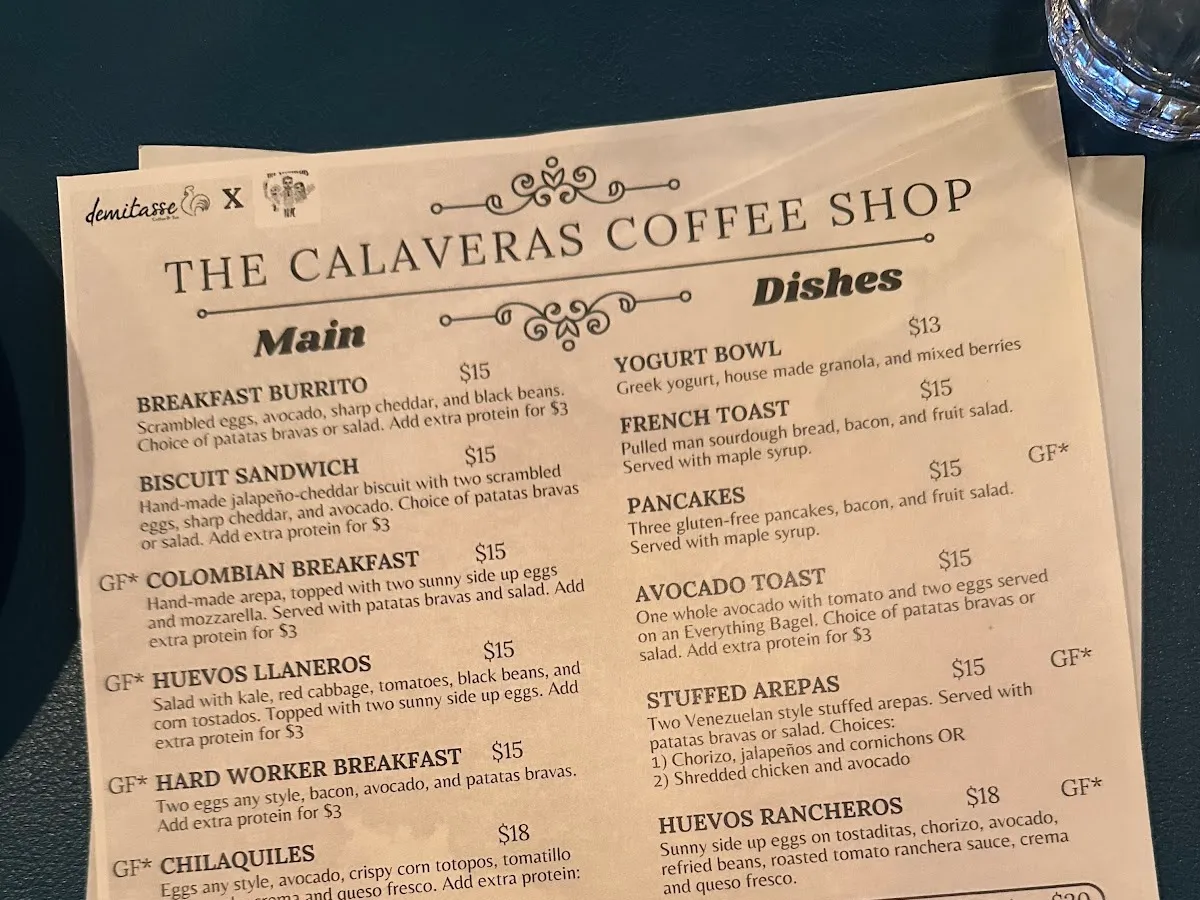 demitasse X
THE CALAVERAS COFFEE SHOP
Main Dishes
BREAKFAST BURRITO $15
Scrambled eggs, avocado, sharp cheddar, and black beans.
Choice of patatas bravas or salad. Add extra protein for $3
BISCUIT SANDWICH $15
Hand-made jalapeño-cheddar biscuit with two scrambled
eggs, sharp cheddar, and avocado. Choice of patatas bravas
or salad. Add extra protein for $3
GF* COLOMBIAN BREAKFAST $15
Hand-made arepa, topped with two sunny side up eggs
and mozzarella. Served with patatas bravas and salad. Add
extra protein for $3
GF* HUEVOS LLANEROS $15
Salad with kale, red cabbage, tomatoes, black beans, and
corn tostados. Topped with two sunny side up eggs. Add
extra protein for $3
GF* HARD WORKER BREAKFAST $15
Two eggs any style, bacon, avocado, and patatas bravas.
Add extra protein for $3
GF* CHILAQUILES $18
Eggs any style, avocado, crispy corn totopos, tomatillo
crema and queso fresco. Add extra protein:
YOGURT BOWL $13
Greek yogurt, house made granola, and mixed berries
FRENCH TOAST $15
Pulled man sourdough bread, bacon, and fruit salad.
Served with maple syrup.
PANCAKES $15 GF*
Three gluten-free pancakes, bacon, and fruit salad.
Served with maple syrup.
AVOCADO TOAST $15
One whole avocado with tomato and two eggs served
on an Everything Bagel. Choice of patatas bravas or
salad. Add extra protein for $3
STUFFED AREPAS $15 GF*
Two Venezuelan style stuffed arepas. Served with
patatas bravas or salad. Choices:
1) Chorizo, jalapeños and cornichons OR
2) Shredded chicken and avocado
HUEVOS RANCHEROS $18 GF*
Sunny side up eggs on tostaditas, chorizo, avocado,
refried beans, roasted tomato ranchera sauce, crema
and queso fresco.
$20